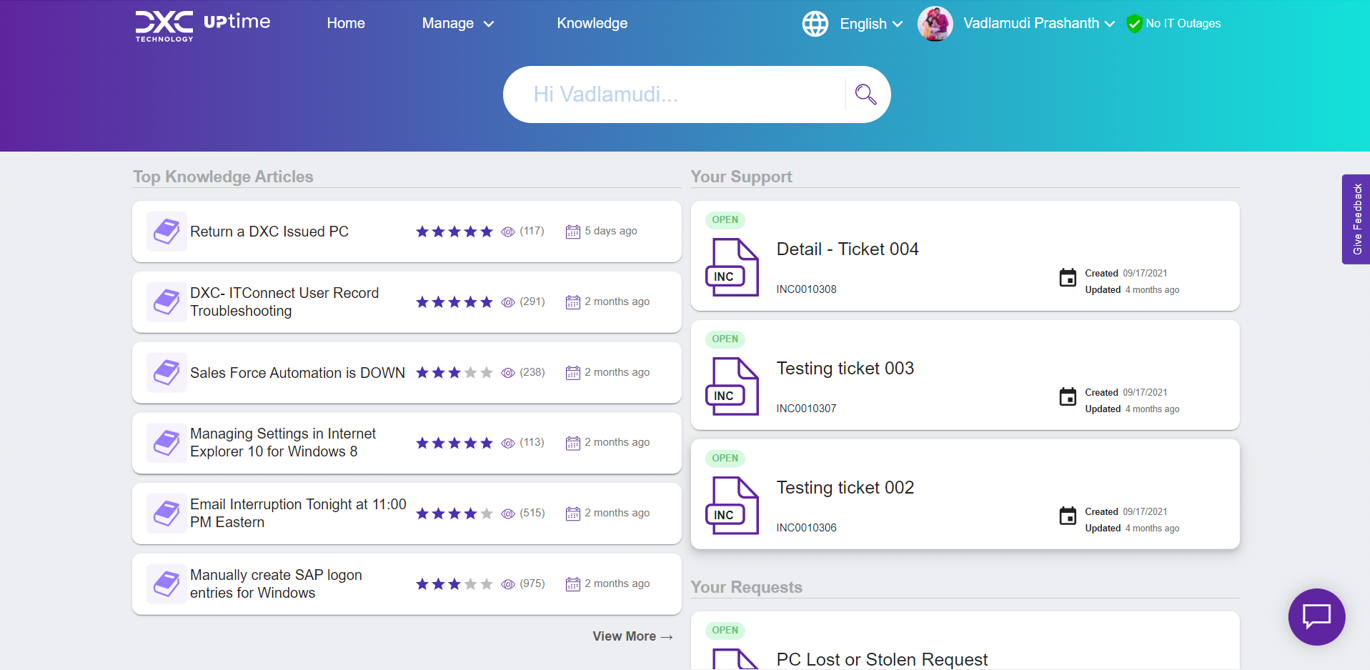 DXC TECHNOLOGY UPtime
Home
Manage
Knowledge
English
Vadlamudi Prashanth
No IT Outages
Hi Vadlamudi...
Give Feedback
Top Knowledge Articles
Return a DXC Issued PC
(117)
5 days ago
DXC- ITConnect User Record
Troubleshooting
(291)
2 months ago
Sales Force Automation is DOWN
(238)
2 months ago
Managing Settings in Internet
Explorer 10 for Windows 8
(113)
2 months ago
Email Interruption Tonight at 11:00
PM Eastern
(515)
2 months ago
Manually create SAP logon
entries for Windows
(975)
2 months ago
View More →
Your Support
OPEN
INC
Detail - Ticket 004
INC0010308
Created 09/17/2021
Updated 4 months ago
OPEN
INC
Testing ticket 003
INC0010307
Created 09/17/2021
Updated 4 months ago
OPEN
INC
Testing ticket 002
INC0010306
Created 09/17/2021
Updated 4 months ago
Your Requests
OPEN
PC Lost or Stolen Request